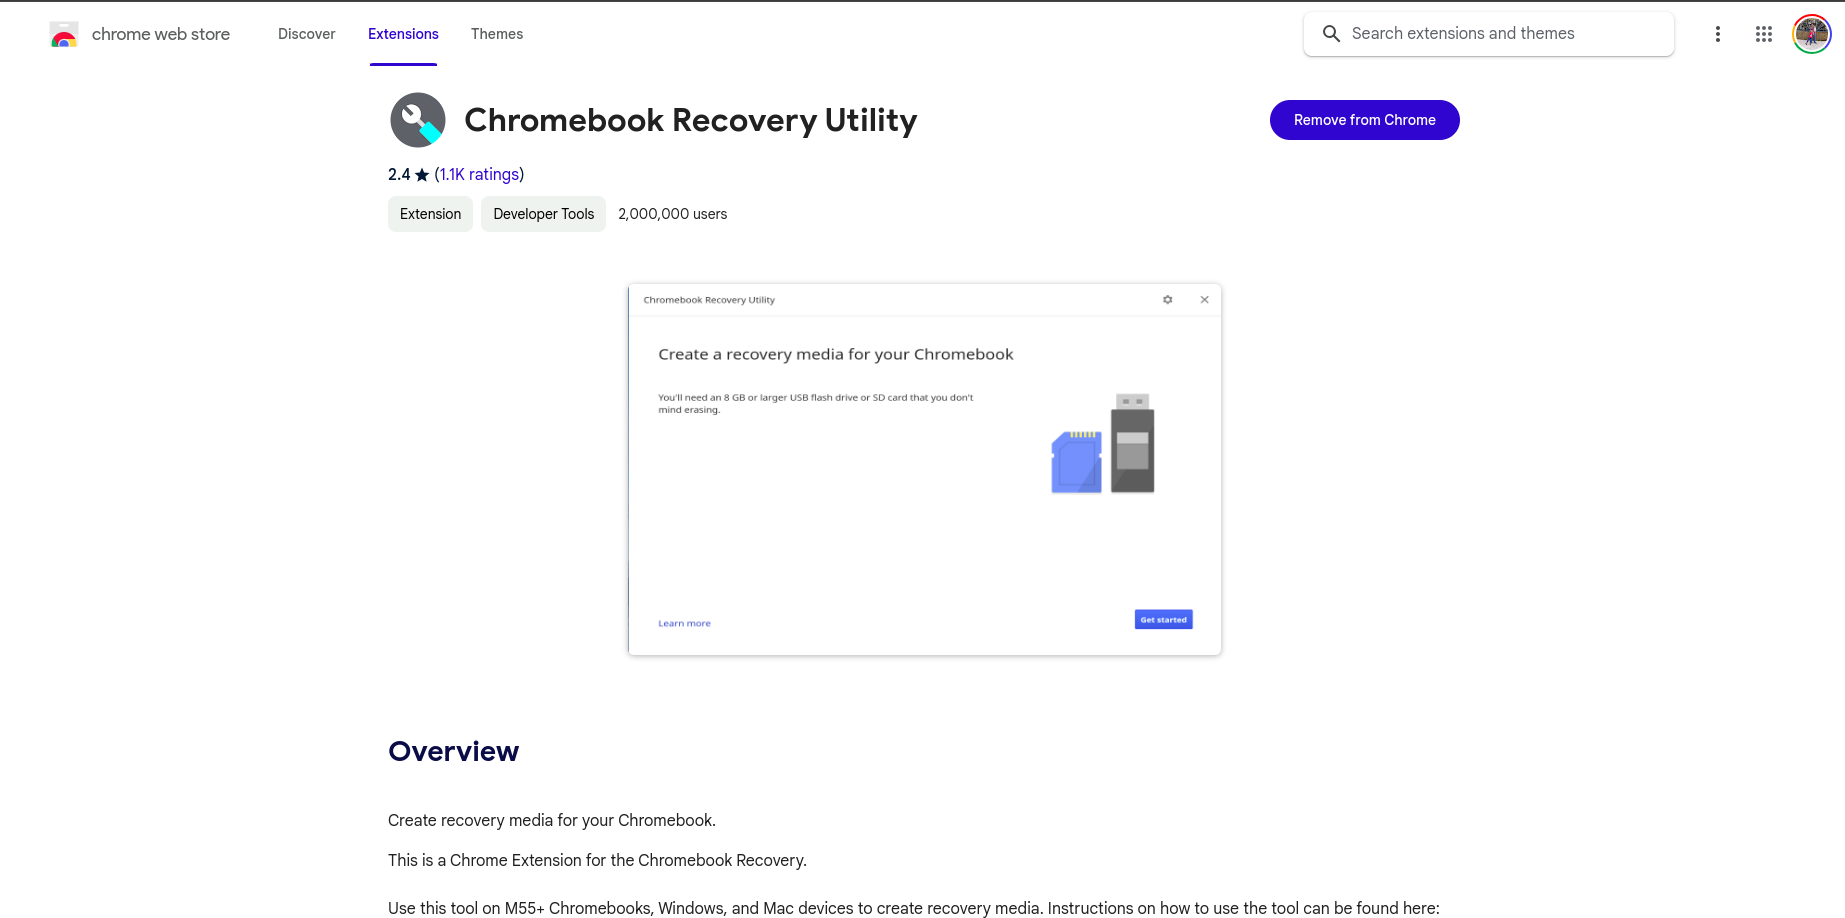 chrome web store
Discover
Extensions
Themes
Search extensions and themes
Chromebook Recovery Utility
Remove from Chrome
2.4 ★ (1.1K ratings)
Extension
Developer Tools
2,000,000 users
Chromebook Recovery Utility
Create a recovery media for your Chromebook
You'll need an 8 GB or larger USB flash drive or SD card that you don't
mind erasing.
Learn more
Get started
Overview
Create recovery media for your Chromebook.
This is a Chrome Extension for the Chromebook Recovery.
Use this tool on M55+ Chromebooks, Windows, and Mac devices to create recovery media. Instructions on how to use the tool can be found here: